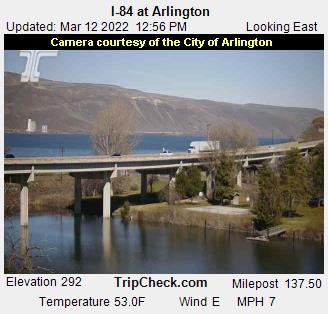 I-84 at Arlington
Updated: Mar 12 2022 12:56 PM Looking East
Camera courtesy of the City of Arlington
Elevation 292 TripCheck.com Milepost 137.50
Temperature 53.0F Wind E MPH 7